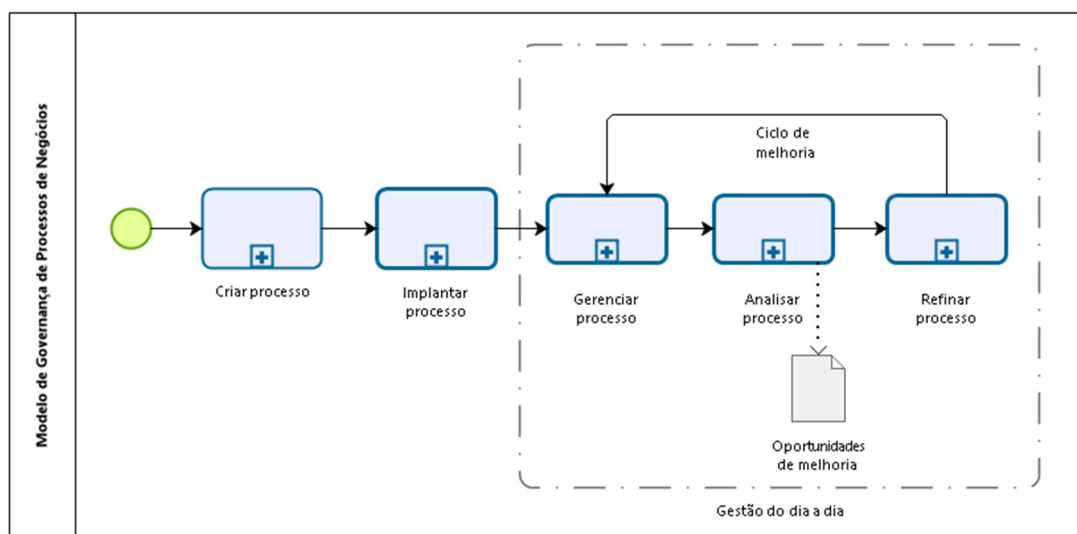 Modelo de Governança de Processos de Negócios
Ciclo de
melhoria
Criar processo
Implantar
processo
Gerenciar
processo
Analisar
processo
Refinar
processo
Oportunidades
de melhoria
Gestão do dia a dia